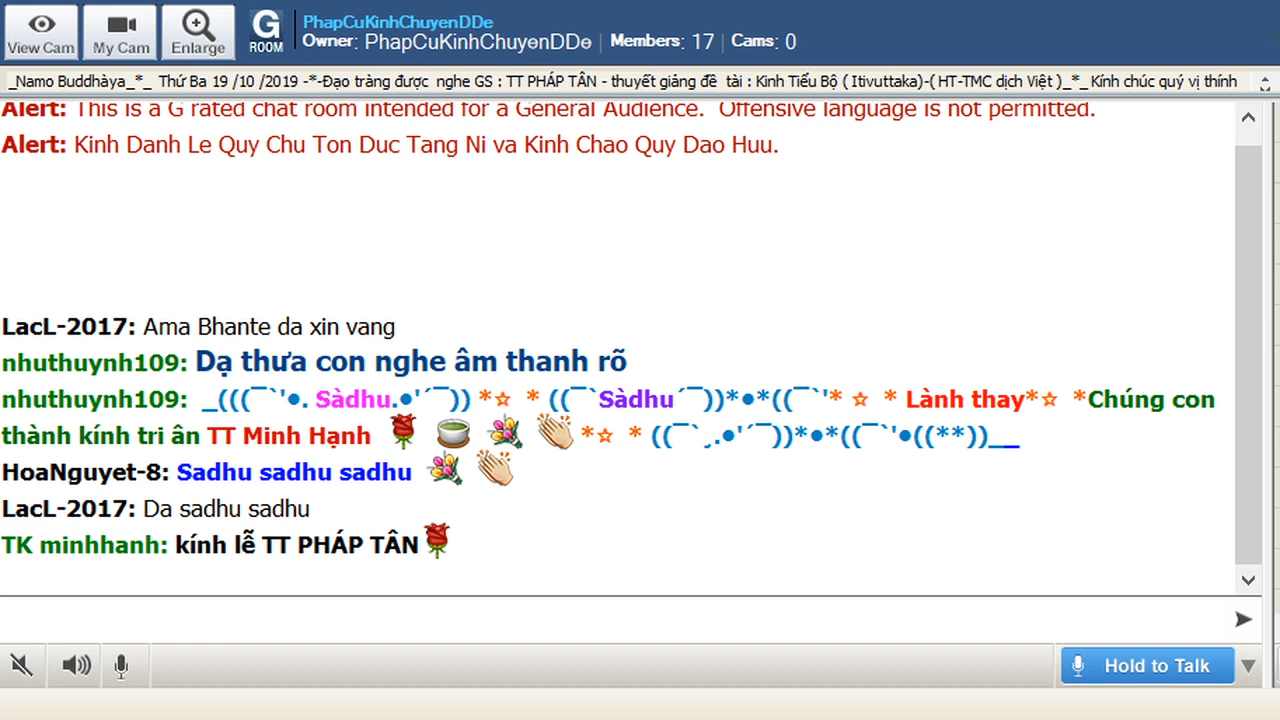 View Cam
My Cam
Enlarge
G
ROOM
PhapCuKinhChuyenDDe
Owner: PhapCuKinhChuyenDDe | Members: 17 | Cams: 0
_Namo Buddhàya_*_ Thứ Ba 19 /10 /2019 -*-Đạo tràng được nghe GS : TT PHÁP TÂN - thuyết giảng đề tài : Kinh Tiểu Bộ ( Itivuttaka)-( HT-TMC dịch Việt )_*_ Kính chúc quý vị thính
Alert: This is a G rated chat room intended for a General Audience. Offensive language is not permitted.
Alert: Kinh Danh Le Quy Chu Ton Duc Tang Ni va Kinh Chao Quy Dao Huu.
LacL-2017: Ama Bhante da xin vang
nhuthuynh109: Dạ thưa con nghe âm thanh rõ
nhuthuynh109: _(((¯`'●. Sàdhu.●'´¯)) *☆ * ((¯`Sàdhu´¯))*●*((¯`'* ☆ * Lành thay*☆ *Chúng con
thành kính tri ân TT Minh Hạnh *☆ * ((¯`¸.●'´¯))*●*((¯`'●((**))__
HoaNguyet-8: Sadhu sadhu sadhu
LacL-2017: Da sadhu sadhu
TK minhhanh: kính lễ TT PHÁP TÂN
Hold to Talk